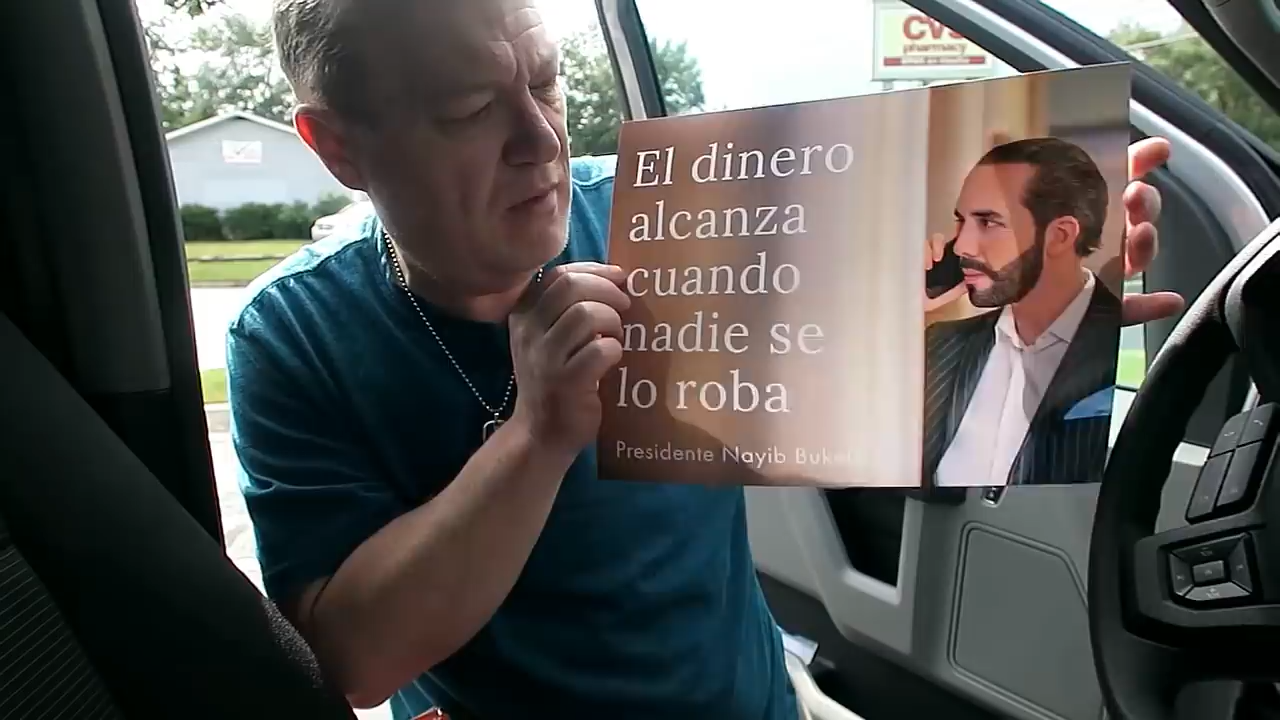 CVS
pharmacy
El dinero
alcanza
cuando
nadie se
lo roba
Presidente Nayib